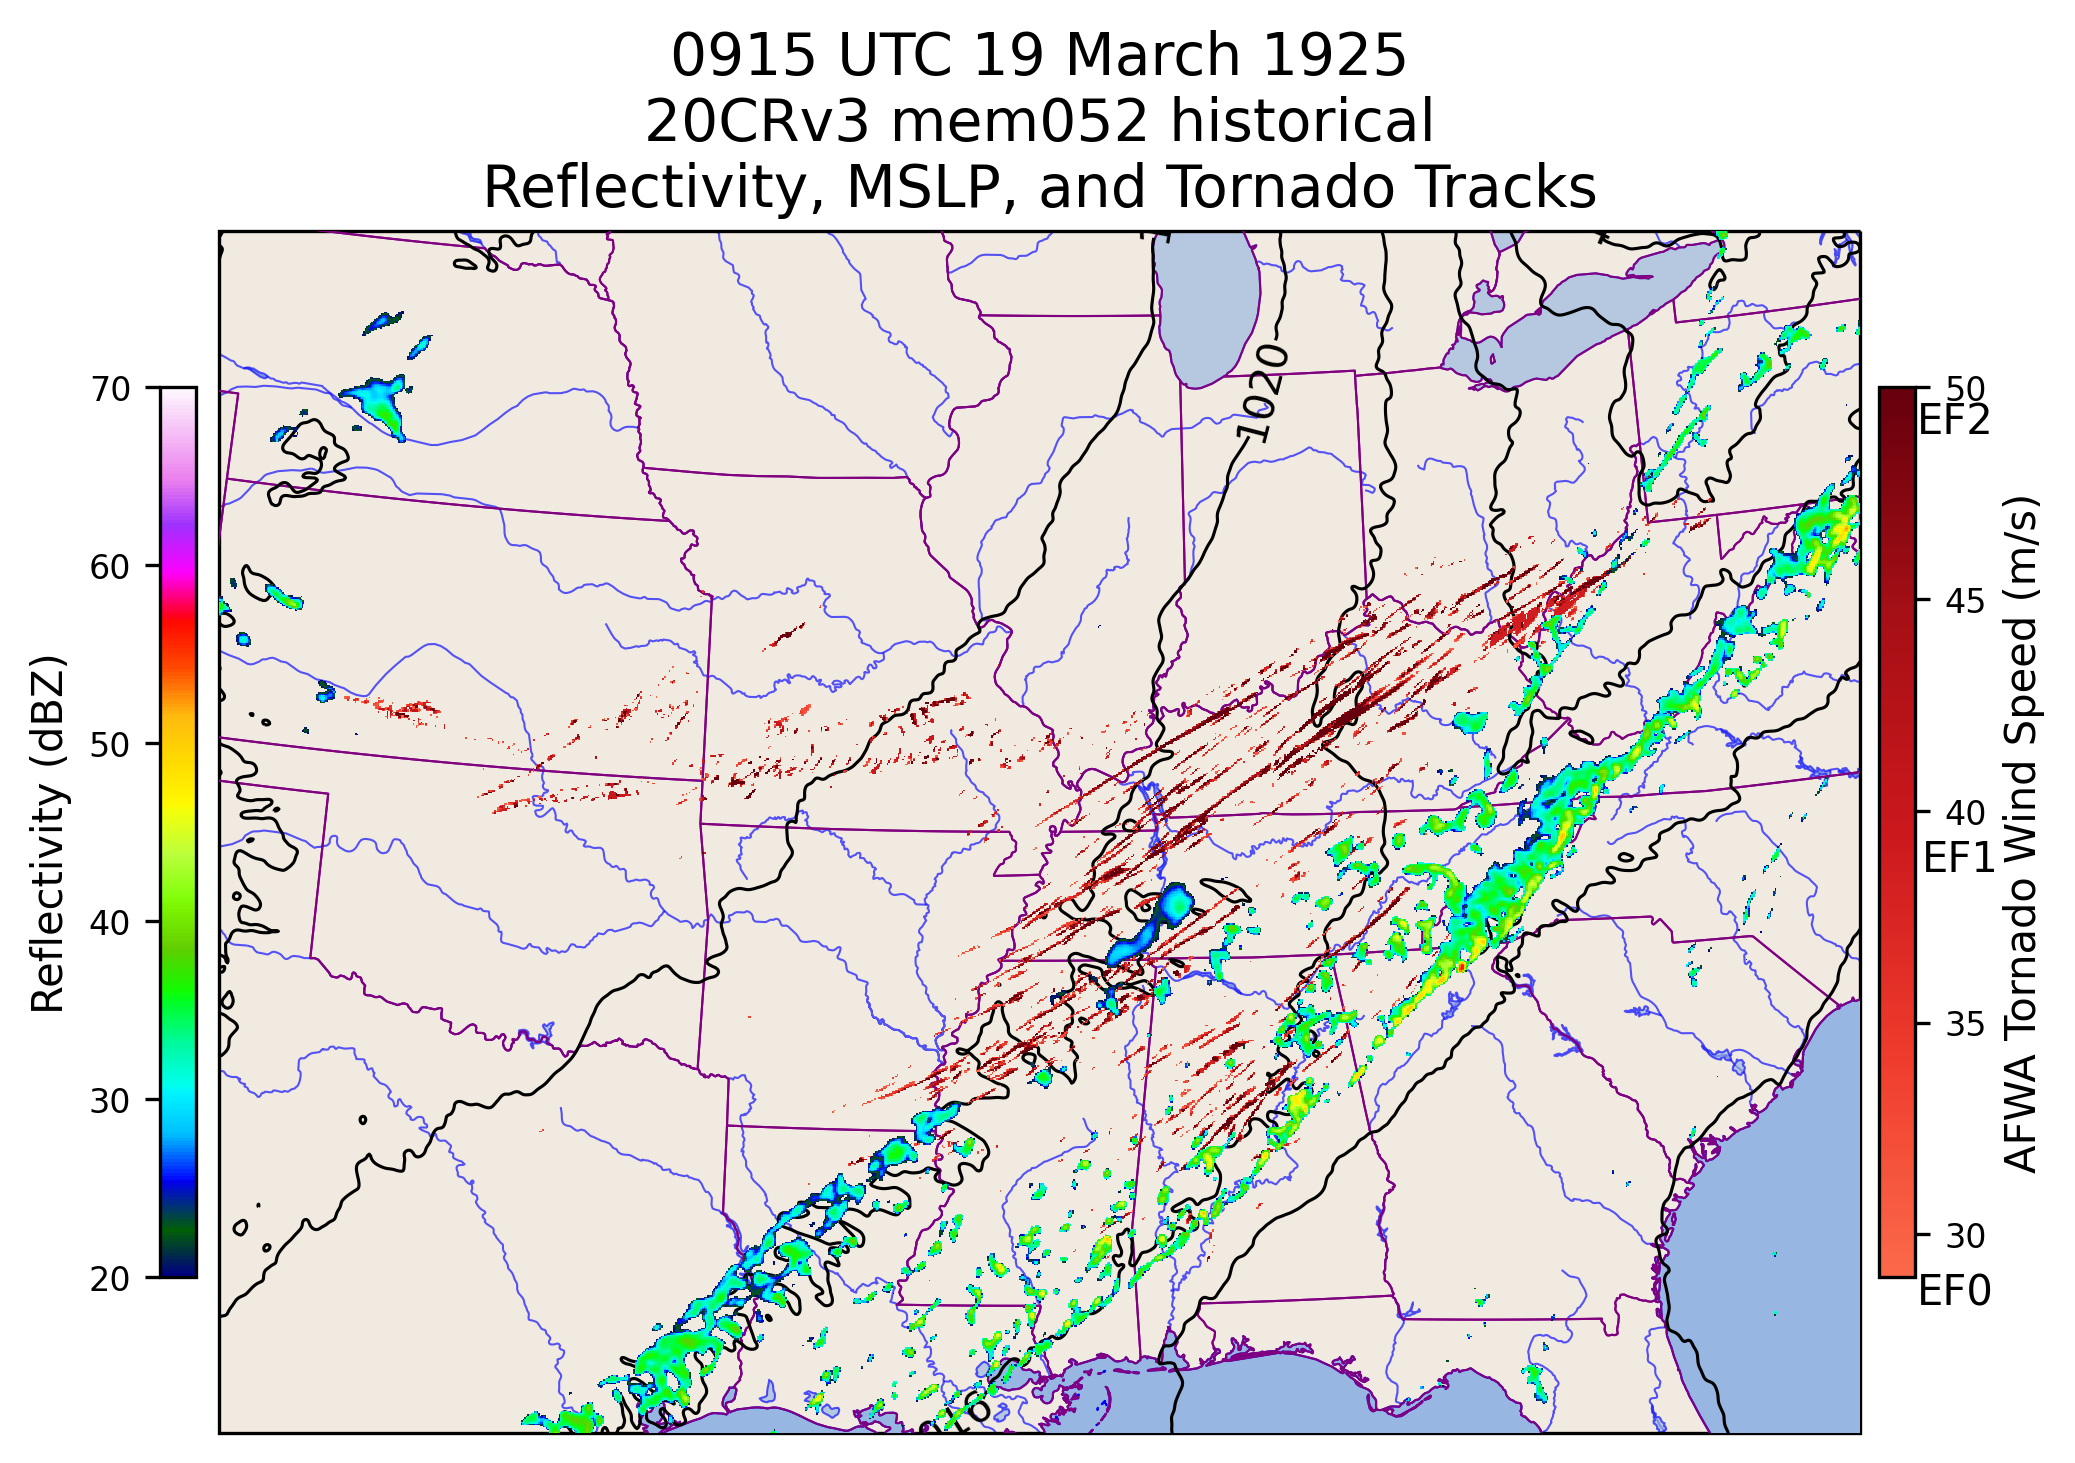 0915 UTC 19 March 1925
20CRv3 mem052 historical
Reflectivity, MSLP, and Tornado Tracks
Reflectivity (dBZ)
70
60
50
40
30
20
1020
50
EF2
45
40
EF1
35
30
EF0
AFWA Tornado Wind Speed (m/s)